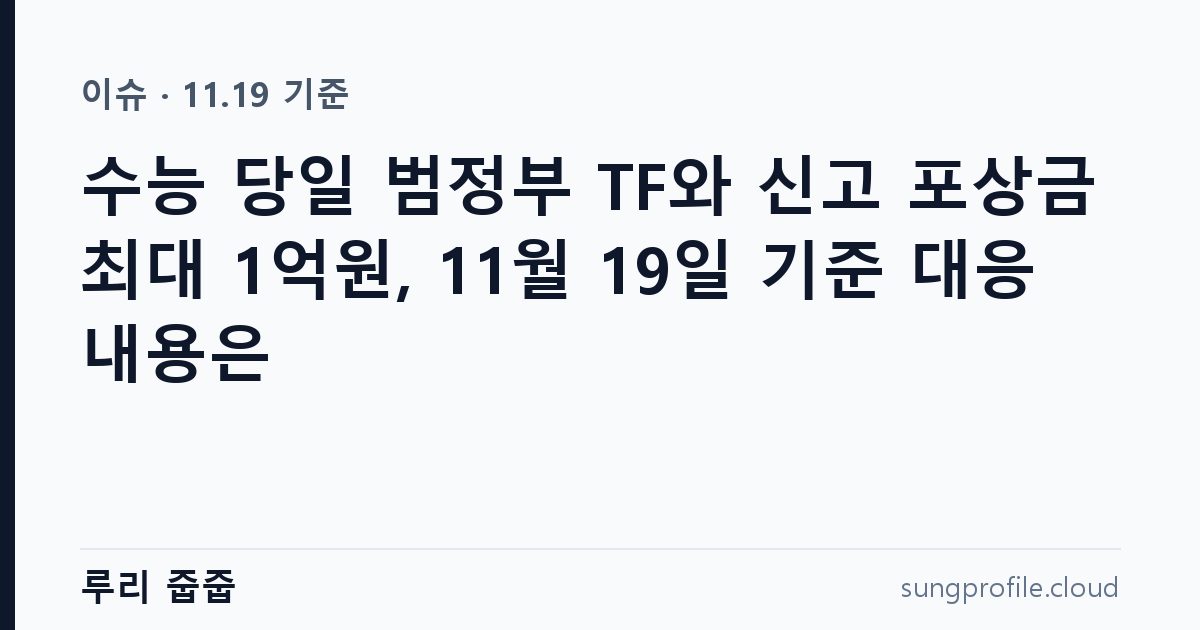 이슈 · 11.19 기준
수능 당일 범정부 TF와 신고 포상금
최대 1억원, 11월 19일 기준 대응
내용은
루리 줍줍
sungprofile.cloud